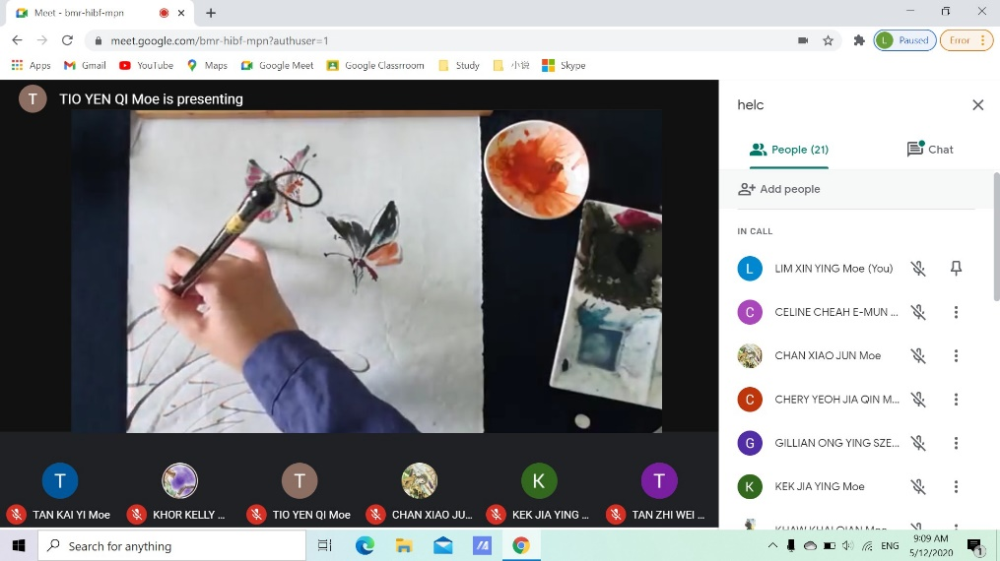 Meet - bmr-hibf-mpn
meet.google.com/bmr-hibf-mpn?authuser=1
L Paused
Error
Apps Gmail YouTube Maps Google Meet Google Classrroom Study 小说 Skype
T TIO YEN QI Moe is presenting
helc
People (21)
Chat
Add people
IN CALL
L LIM XIN YING Moe (You)
C CELINE CHEAH E-MUN ...
CHAN XIAO JUN Moe
C CHERY YEOH JIA QIN M...
G GILLIAN ONG YING SZE...
K KEK JIA YING Moe
KHAW KHAI QIAN Moe
T T K T
TAN KAI YI Moe KHOR KELLY ... TIO YEN QI Moe CHAN XIAO JU... KEK JIA YING ... TAN ZHI WEI ...
Search for anything
ENG
9:09 AM
5/12/2020
1